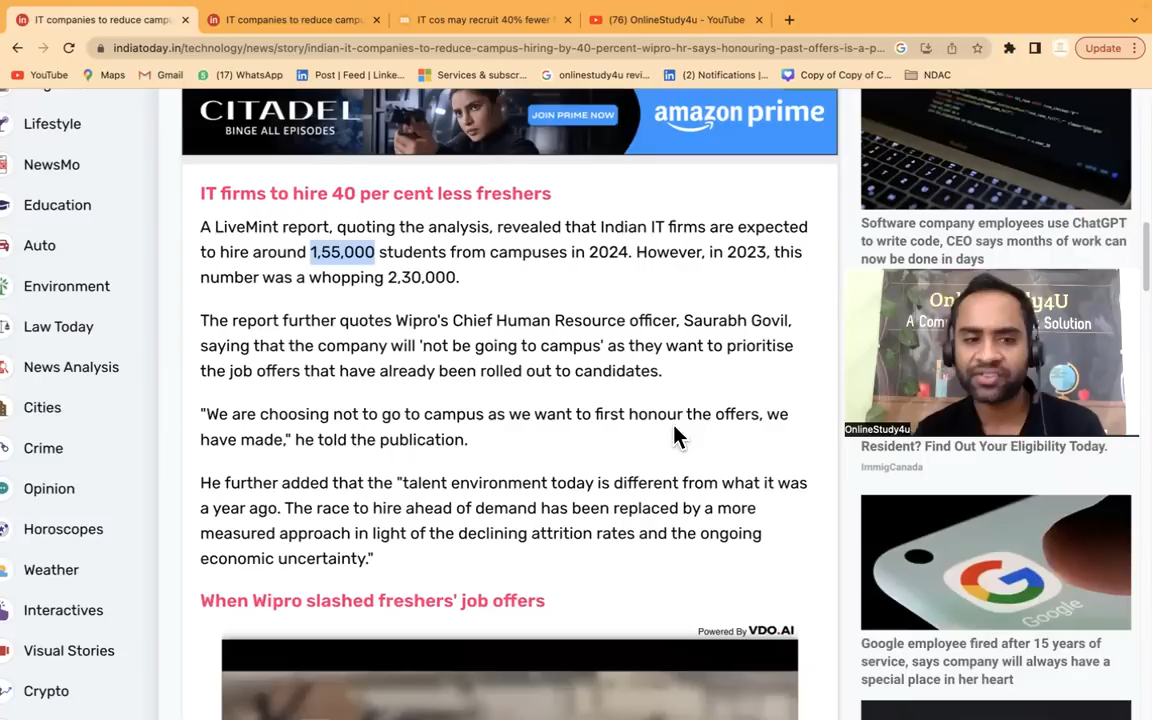 IT companies to reduce camp
IT companies to reduce camp
IT cos may recruit 40% fewer
(76) OnlineStudy4u - YouTube
indiatoday.in/technology/news/story/indian-it-companies-to-reduce-campus-hiring-by-40-percent-wipro-hr-says-honouring-past-offers-is-a-p...
Update
YouTube
Maps
Gmail
(17) WhatsApp
Post | Feed | Linke...
Services & subscr...
onlinestudy4u revi...
(2) Notifications |...
Copy of Copy of C...
NDAC
Lifestyle
NewsMo
Education
Auto
Environment
Law Today
News Analysis
Cities
Crime
Opinion
Horoscopes
Weather
Interactives
Visual Stories
Crypto
CITADEL
BINGE ALL EPISODES
JOIN PRIME NOW
amazon prime
IT firms to hire 40 per cent less freshers
A LiveMint report, quoting the analysis, revealed that Indian IT firms are expected
to hire around 1,55,000 students from campuses in 2024. However, in 2023, this
number was a whopping 2,30,000.
The report further quotes Wipro's Chief Human Resource officer, Saurabh Govil,
saying that the company will 'not be going to campus' as they want to prioritise
the job offers that have already been rolled out to candidates.
"We are choosing not to go to campus as we want to first honour the offers, we
have made," he told the publication.
He further added that the "talent environment today is different from what it was
a year ago. The race to hire ahead of demand has been replaced by a more
measured approach in light of the declining attrition rates and the ongoing
economic uncertainty."
When Wipro slashed freshers' job offers
Powered By VDO.AI
Software company employees use ChatGPT
to write code, CEO says months of work can
now be done in days
Solution
OnlineStudy4u
Resident? Find Out Your Eligibility Today.
ImmigCanada
Google
Google employee fired after 15 years of
service, says company will always have a
special place in her heart